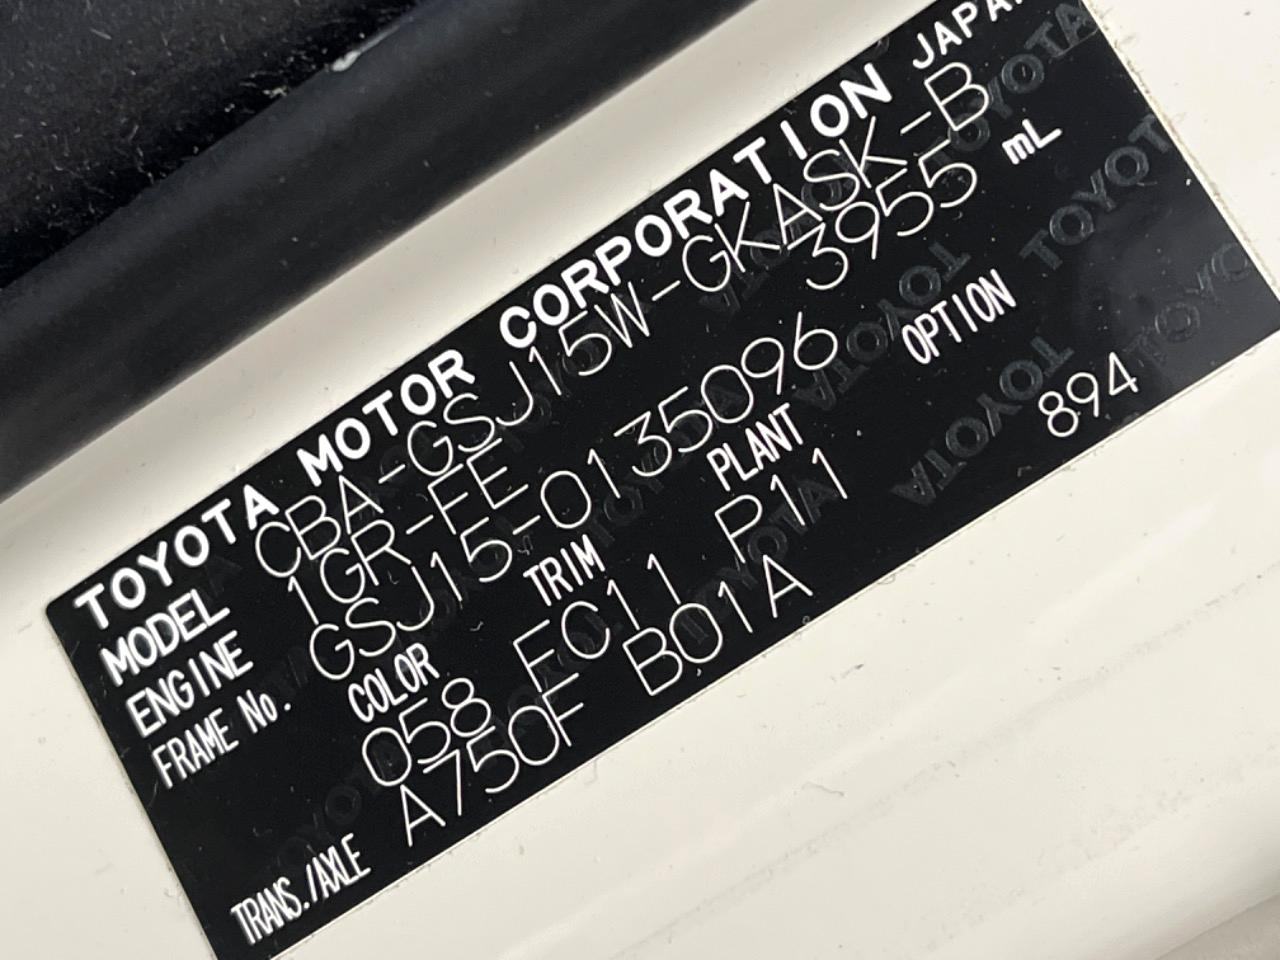 TOYOTA MOTOR CORPORATION JAPAN
MODEL CBA-GSJ15W-GKASK-B
ENGINE 1GR-FE 3955 mL
FRAME No. GSJ15-0135096
COLOR TRIM PLANT OPTION
058 FC11 P11 894
TRANS./AXLE A750F B01A